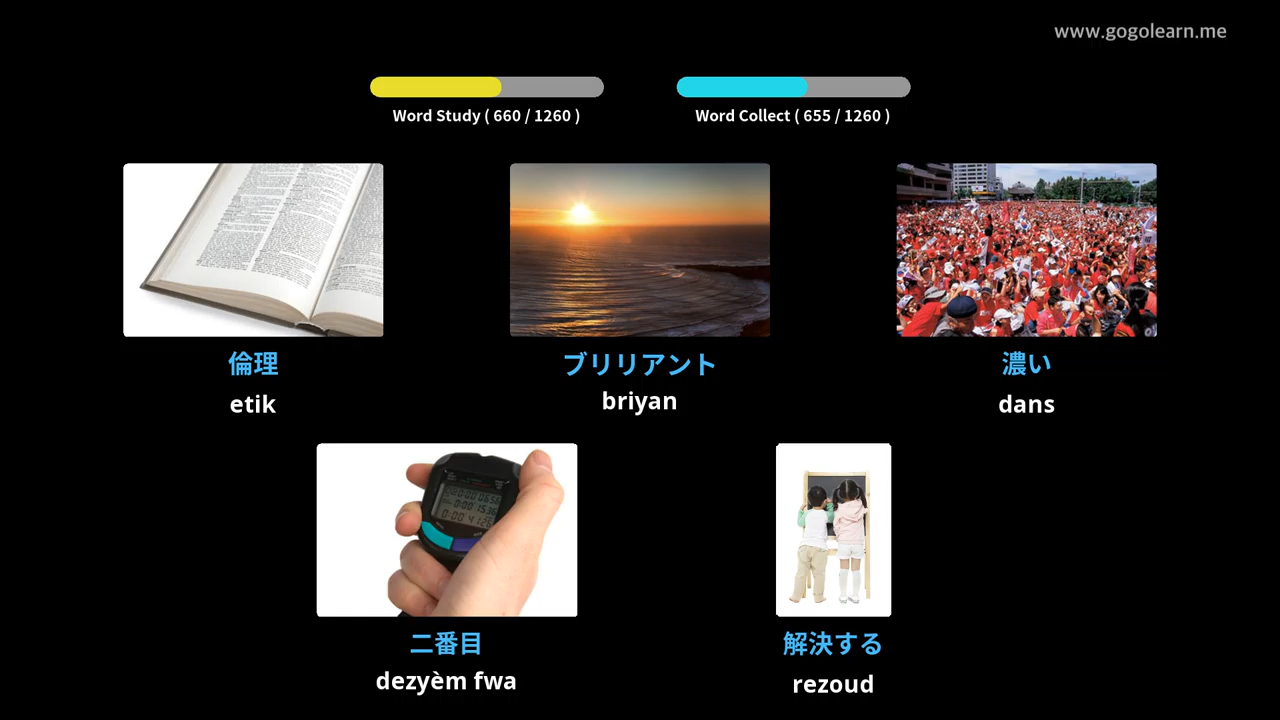 www.gogolearn.me
Word Study ( 660 / 1260 )
Word Collect ( 655 / 1260 )
倫理
etik
ブリリアント
briyan
濃い
dans
二番目
dezyèm fwa
解決する
rezoud